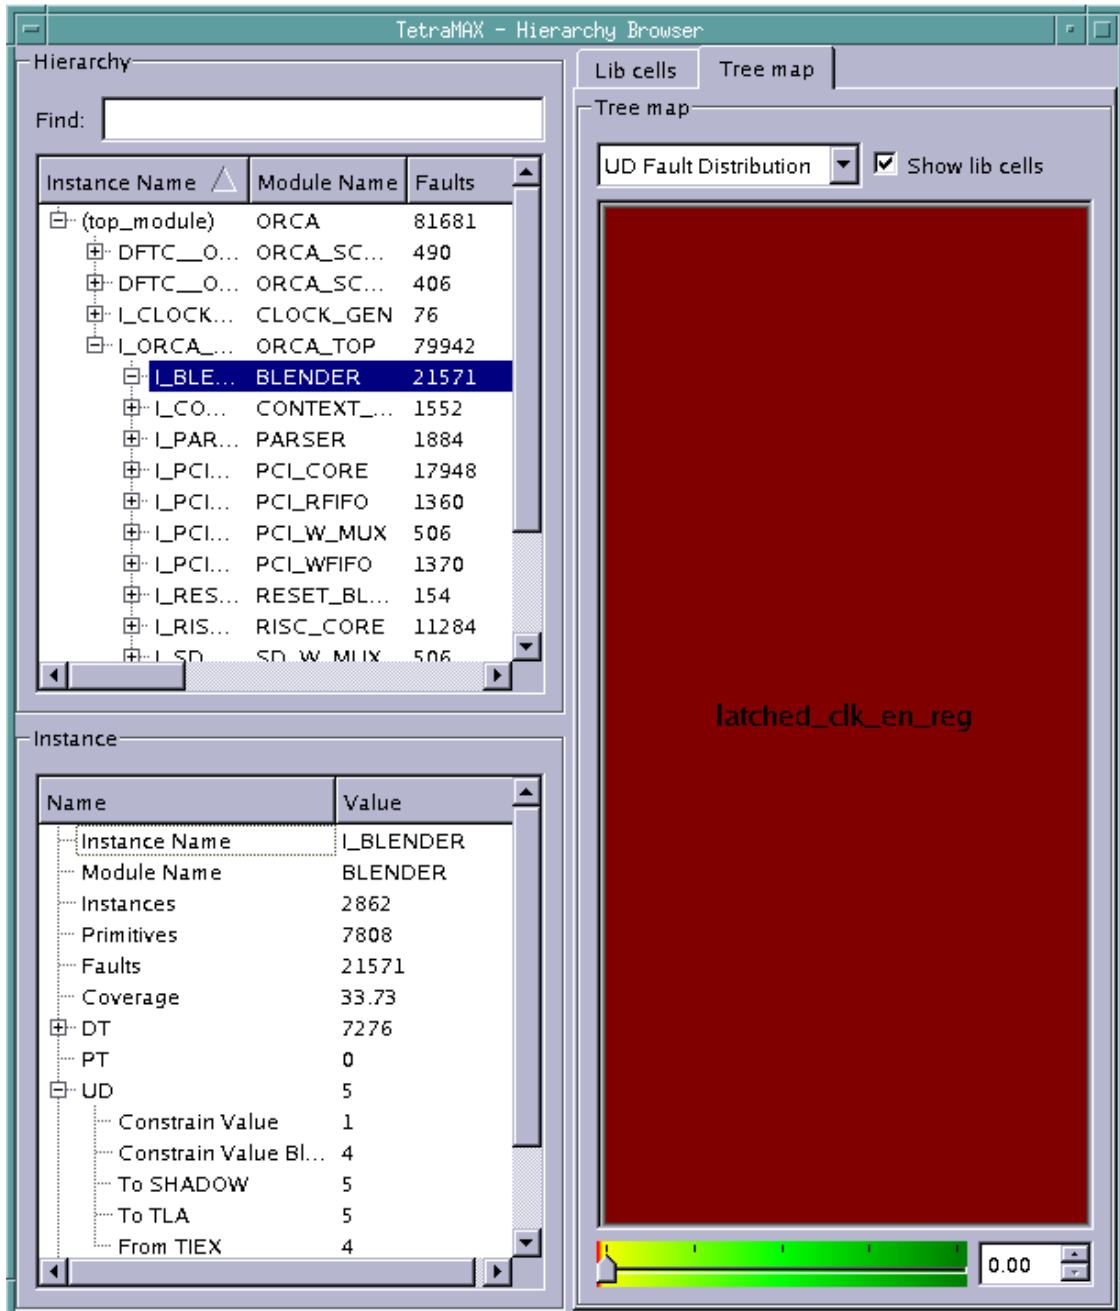 TetraMAX - Hierarchy Browser
Hierarchy
Find:
Instance Name Module Name Faults
(top_module) ORCA 81681
DFTC__O... ORCA_SC... 490
DFTC__O... ORCA_SC... 406
I_CLOCK... CLOCK_GEN 76
I_ORCA_... ORCA_TOP 79942
I_BLE... BLENDER 21571
I_CO... CONTEXT_... 1552
I_PAR... PARSER 1884
I_PCI... PCI_CORE 17948
I_PCI... PCI_RFIFO 1360
I_PCI... PCI_W_MUX 506
I_PCI... PCI_WFIFO 1370
I_RES... RESET_BL... 154
I_RIS... RISC_CORE 11284
I_SD SD_W_MUX 506
Instance
Name Value
Instance Name I_BLENDER
Module Name BLENDER
Instances 2862
Primitives 7808
Faults 21571
Coverage 33.73
DT 7276
PT 0
UD 5
Constrain Value 1
Constrain Value Bl... 4
To SHADOW 5
To TLA 5
From TIEX 4
Lib cells Tree map
Tree map
UD Fault Distribution Show lib cells
latched_clk_en_reg
0.00